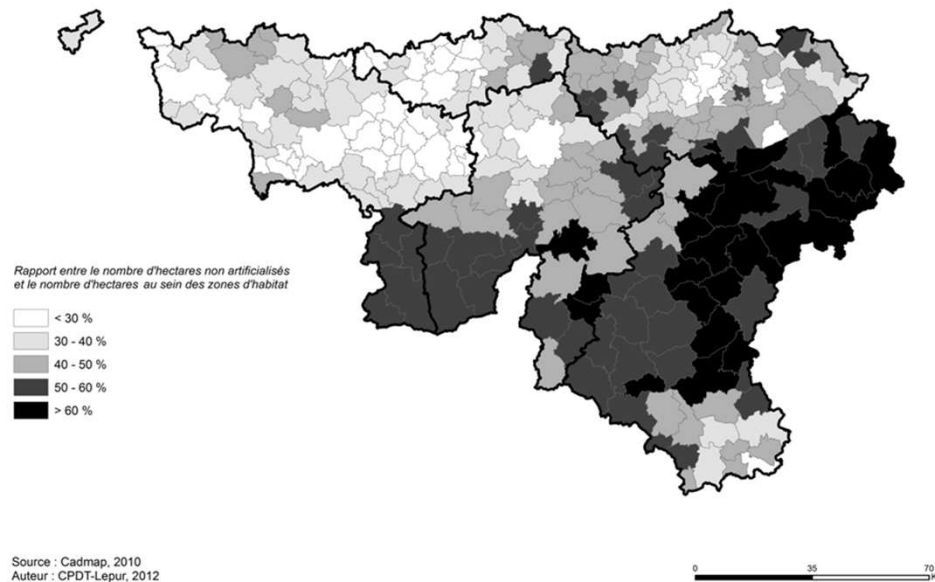 Rapport entre le nombre d'hectares non artificialisés
et le nombre d'hectares au sein des zones d'habitat
< 30 %
30 - 40 %
40 - 50 %
50 - 60 %
> 60 %
Source : Cadmap, 2010
Auteur : CPDT-Lepur, 2012
0 35 70